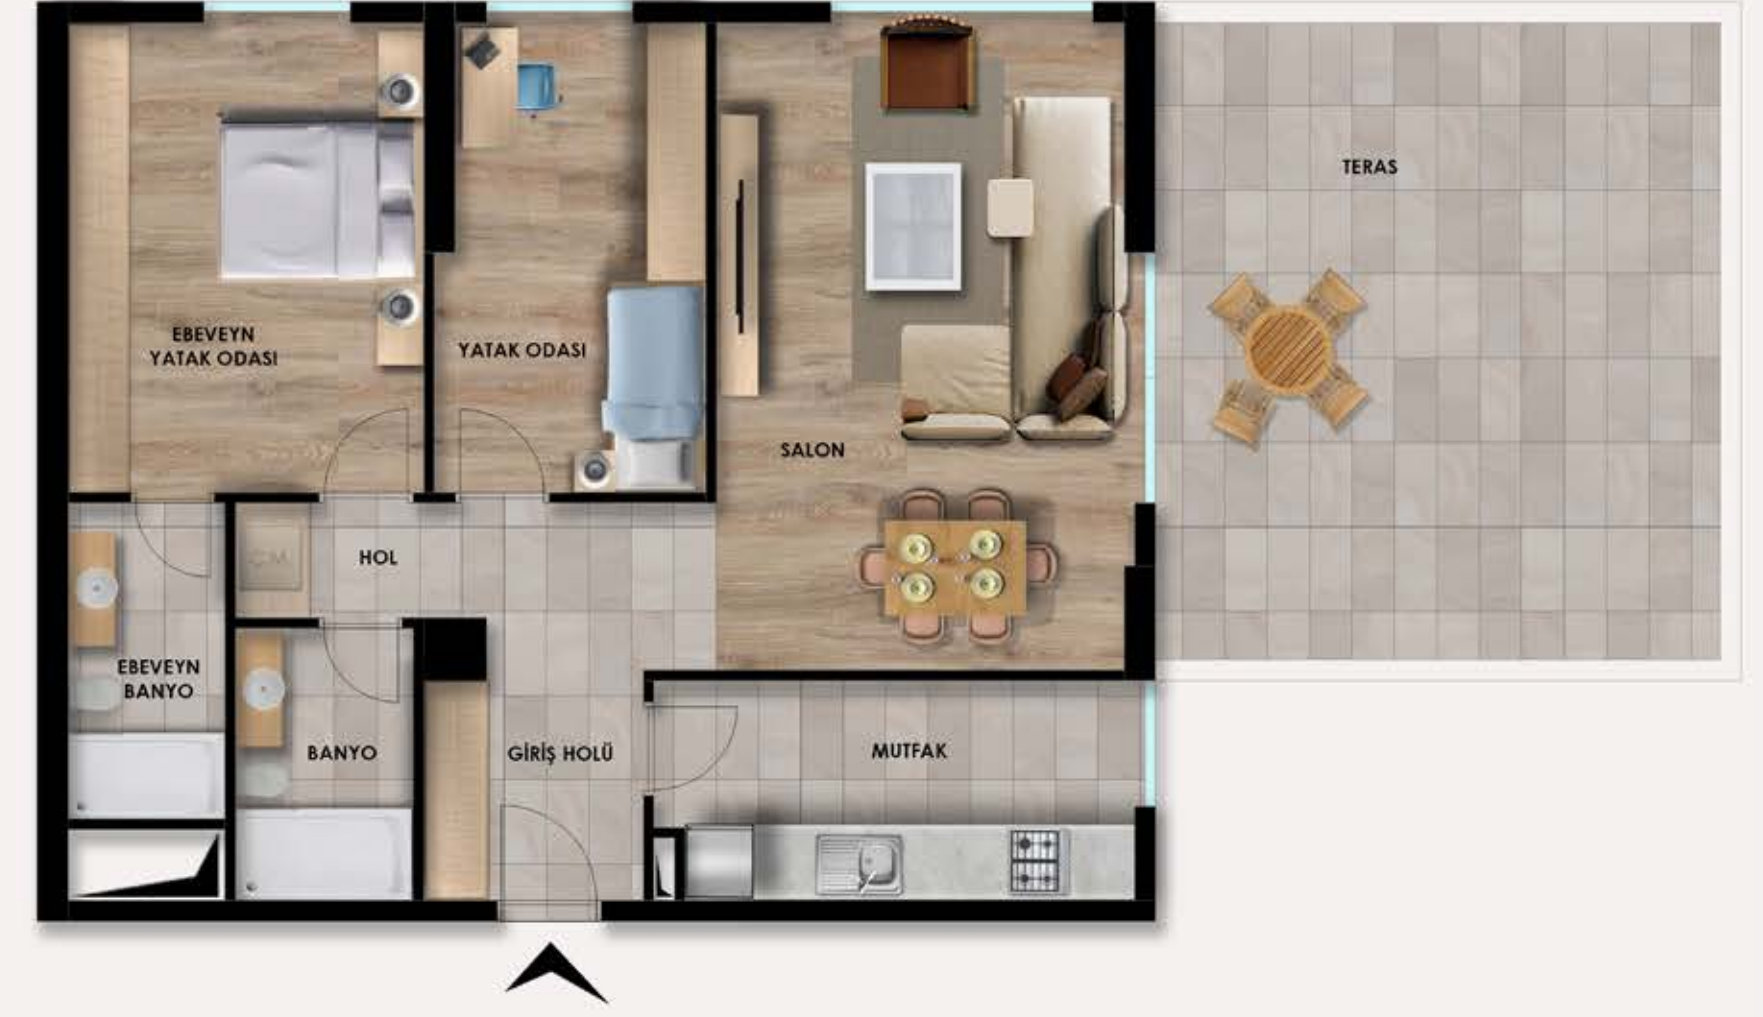 TERAS
EBEVEYN
YATAK ODASI
YATAK ODASI
SALON
HOL
Ç.M.
EBEVEYN
BANYO
BANYO
GİRİŞ HOLÜ
MUTFAK